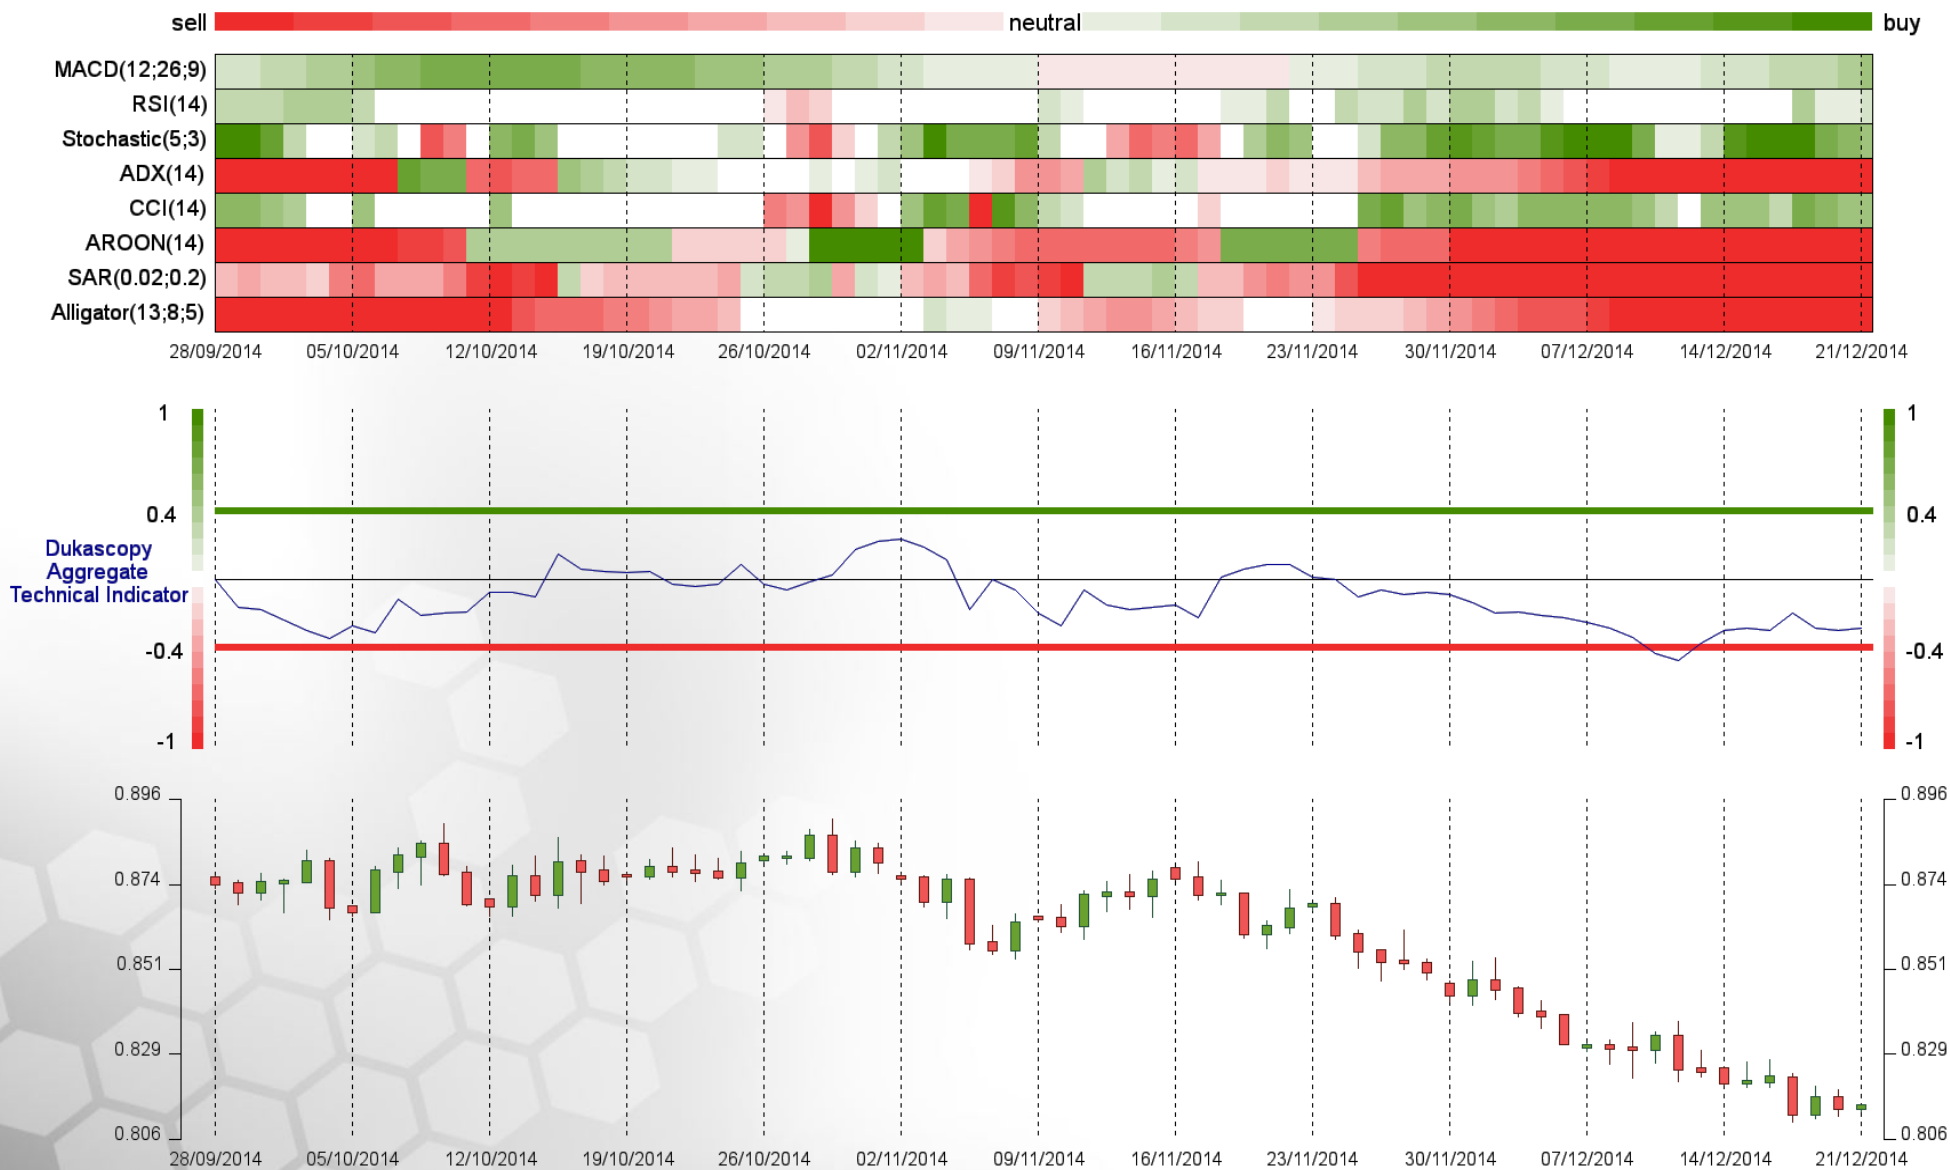 sell neutral buy
MACD(12;26;9)
RSI(14)
Stochastic(5;3)
ADX(14)
CCI(14)
AROON(14)
SAR(0.02;0.2)
Alligator(13;8;5)
28/09/2014 05/10/2014 12/10/2014 19/10/2014 26/10/2014 02/11/2014 09/11/2014 16/11/2014 23/11/2014 30/11/2014 07/12/2014 14/12/2014 21/12/2014
1 1
0.4 0.4
Dukascopy
Aggregate
Technical Indicator
-0.4 -0.4
-1 -1
0.896 0.896
0.874 0.874
0.851 0.851
0.829 0.829
0.806 0.806
28/09/2014 05/10/2014 12/10/2014 19/10/2014 26/10/2014 02/11/2014 09/11/2014 16/11/2014 23/11/2014 30/11/2014 07/12/2014 14/12/2014 21/12/2014